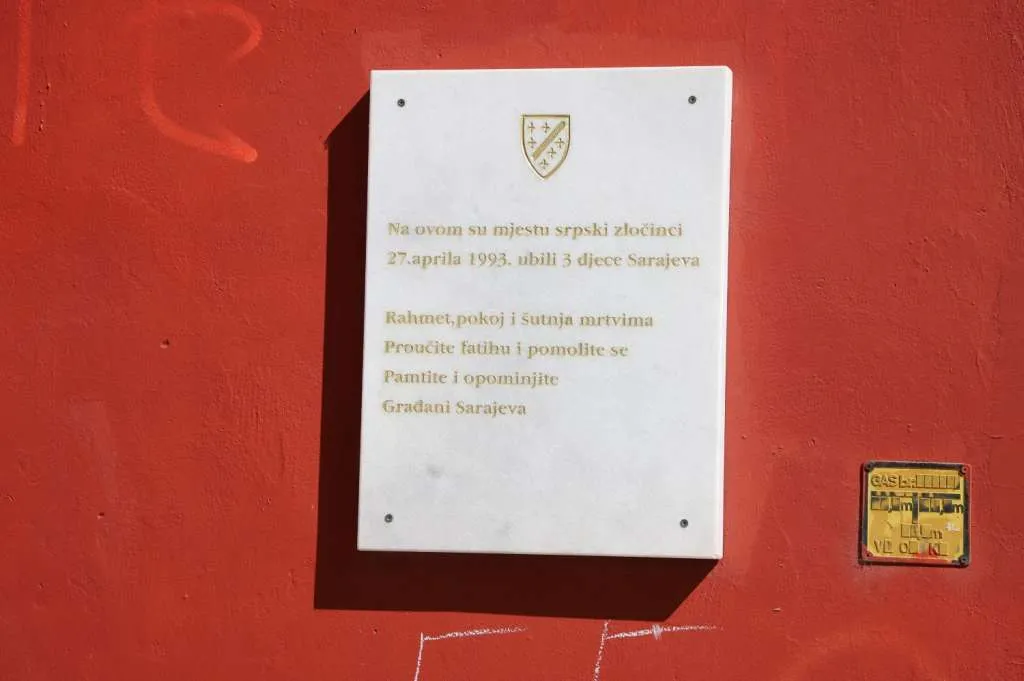 Na ovom su mjestu srpski zločinci
27.aprila 1993. ubili 3 djece Sarajeva
Rahmet,pokoj i šutnja mrtvima
Proučite fatihu i pomolite se
Pamtite i opominjite
Građani Sarajeva
GAS